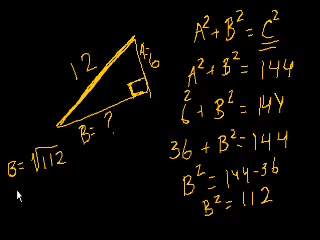 12
A=6
B= ?
B= √112
A² + B² = C²
A² + B² = 144
6² + B² = 144
36 + B² = 144
B² = 144-36
B² = 112